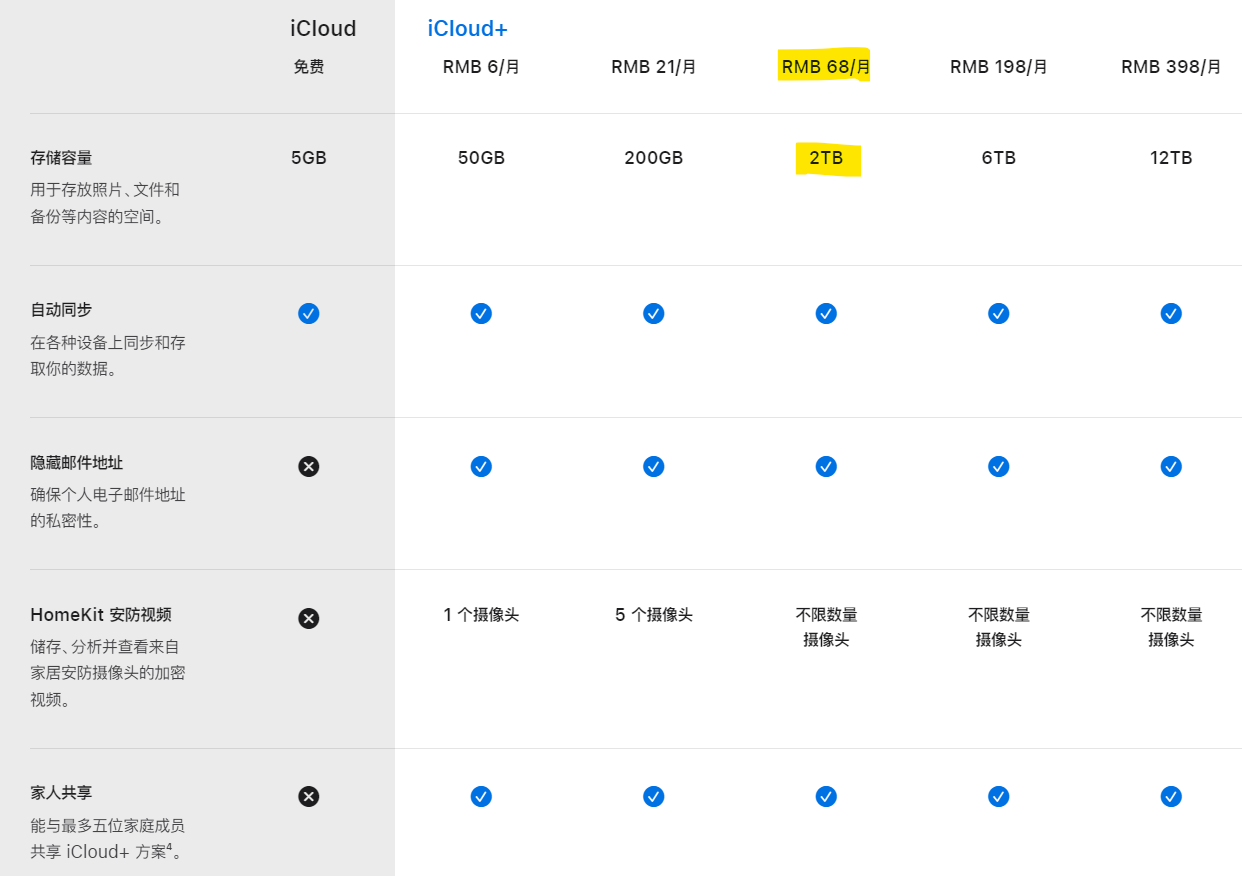 iCloud
iCloud+
免费
RMB 6/月
RMB 21/月
RMB 68/月
RMB 198/月
RMB 398/月
存储容量
用于存放照片、文件和
备份等内容的空间。
5GB
50GB
200GB
2TB
6TB
12TB
自动同步
在各种设备上同步和存
取你的数据。
隐藏邮件地址
确保个人电子邮件地址
的私密性。
HomeKit 安防视频
储存、分析并查看来自
家居安防摄像头的加密
视频。
1 个摄像头
5 个摄像头
不限数量
摄像头
不限数量
摄像头
不限数量
摄像头
家人共享
能与最多五位家庭成员
共享 iCloud+ 方案⁴。